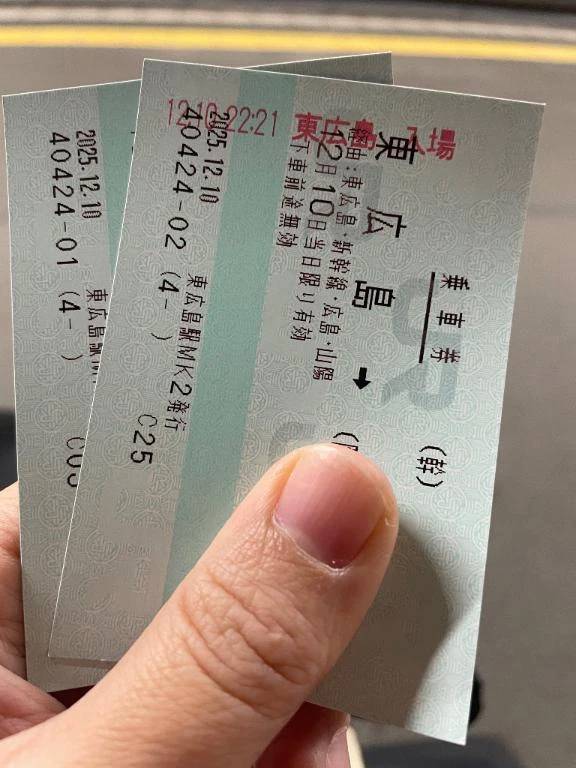 乗車券
(幹)
東広島 ➡
経由:東広島・新幹線・広島・山陽
12月10日当日限り有効
下車前途無効
12.10.22:21 東広島 入場
2025.12.10 東広島駅MK2発行
40424-02 (4- ) C25
2025.12.10 東広島駅M
40424-01 (4- )